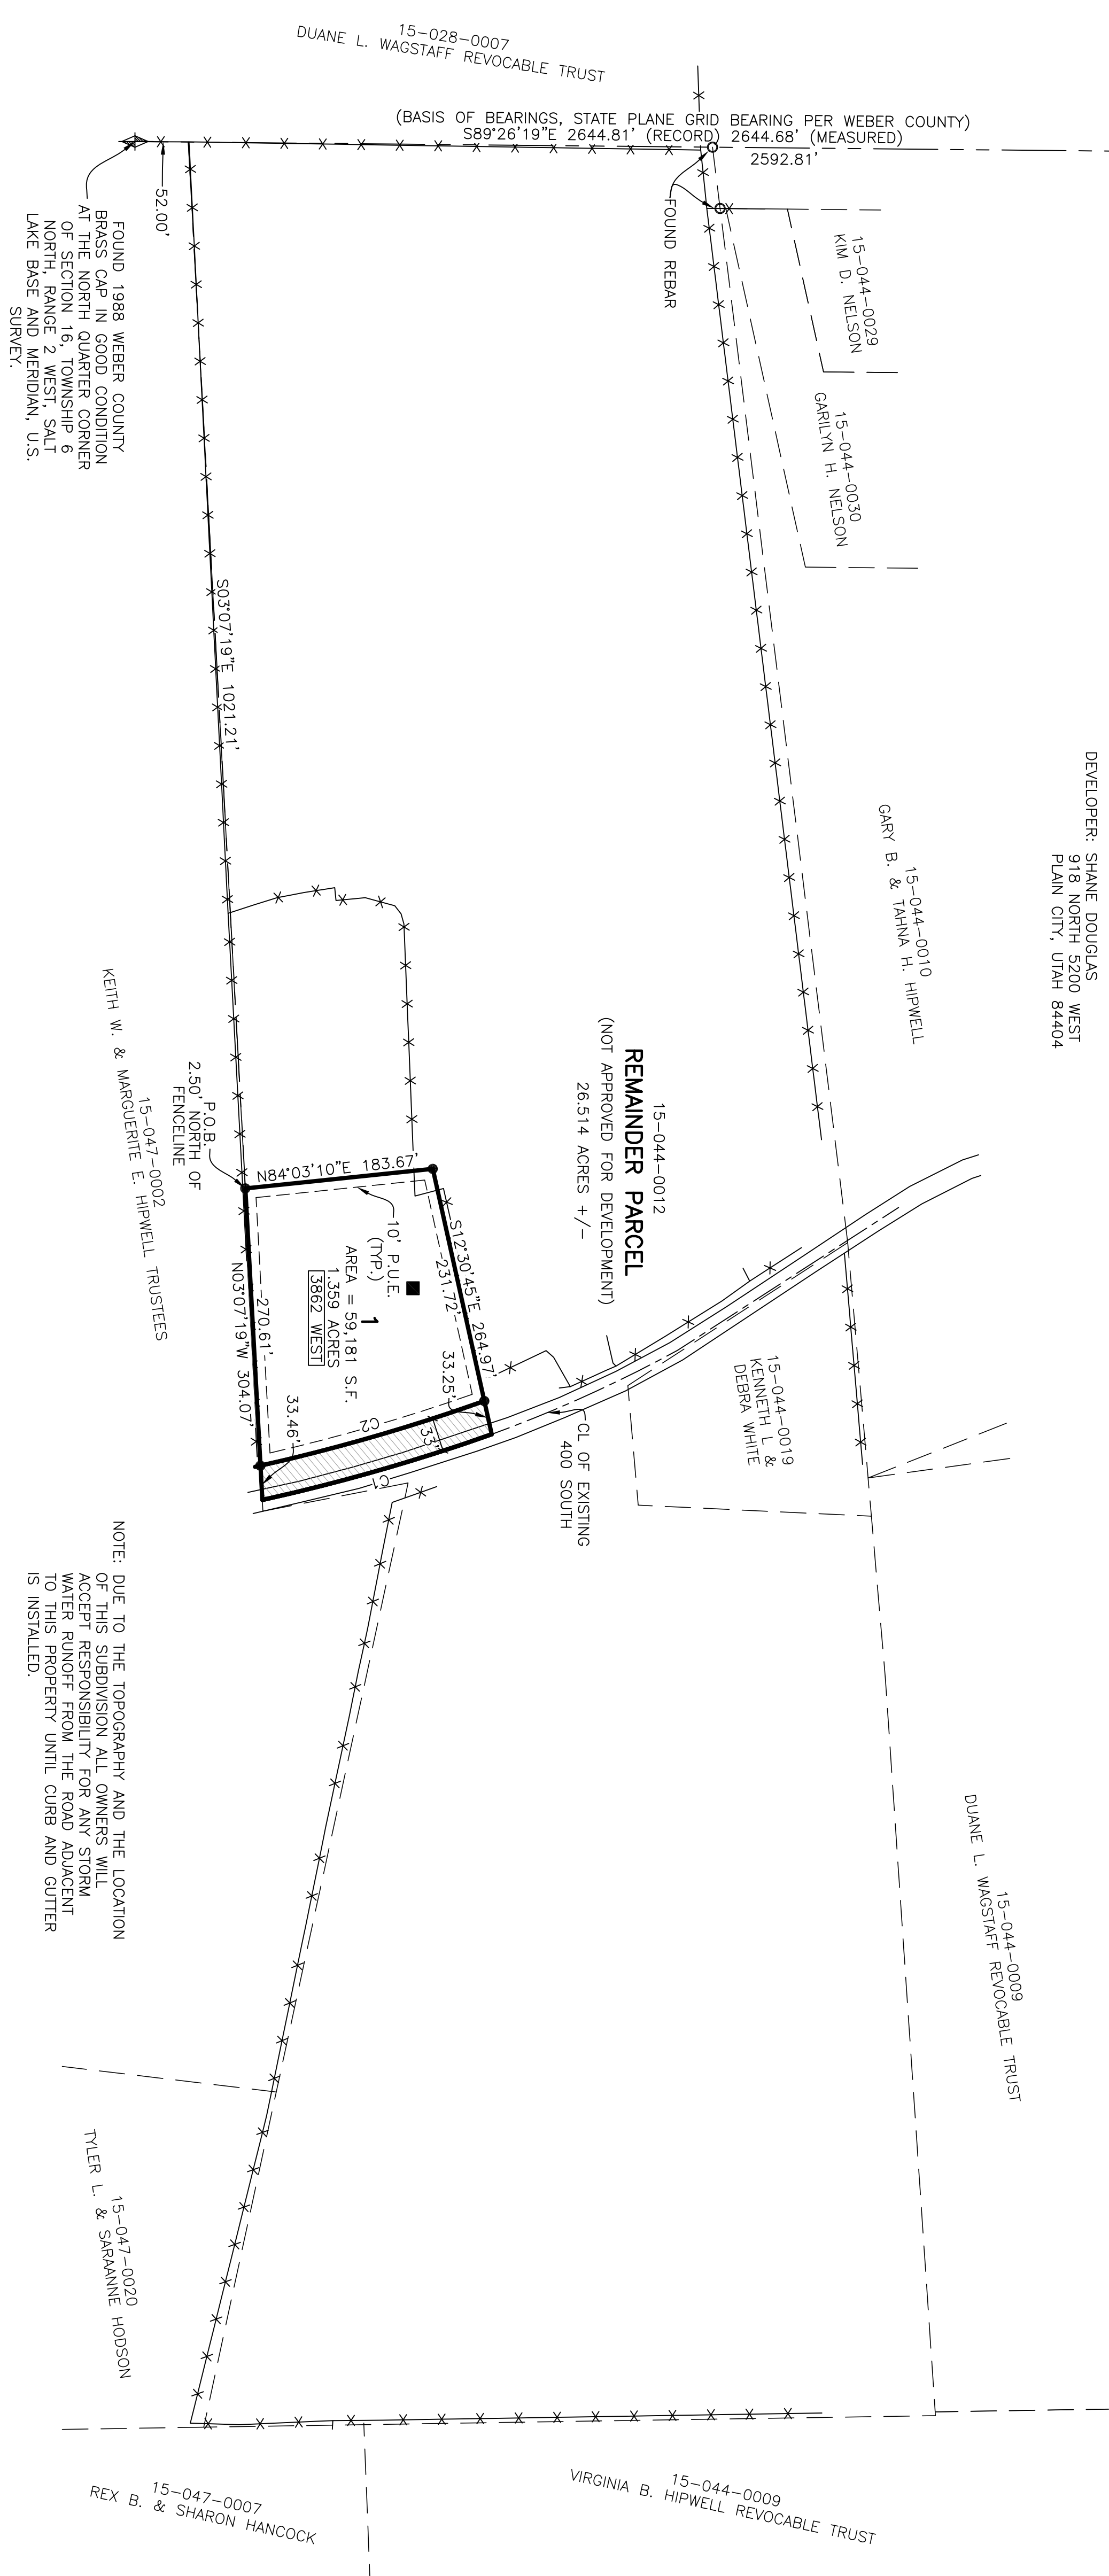 15-028-0007
DUANE L. WAGSTAFF REVOCABLE TRUST
(BASIS OF BEARINGS, STATE PLANE GRID BEARING PER WEBER COUNTY)
S89°26'19"E 2644.81' (RECORD) 2644.68' (MEASURED)
2592.81'
52.00'
FOUND 1988 WEBER COUNTY
BRASS CAP IN GOOD CONDITION
AT THE NORTH QUARTER CORNER
OF SECTION 16, TOWNSHIP 6
NORTH, RANGE 2 WEST, SALT
LAKE BASE AND MERIDIAN, U.S.
SURVEY.
FOUND REBAR
15-044-0029
KIM D. NELSON
15-044-0030
GARILYN H. NELSON
S03°07'19"E 1021.21'
DEVELOPER: SHANE DOUGLAS
918 NORTH 5200 WEST
PLAIN CITY, UTAH 84404
15-044-0010
GARY B. & TAHNA H. HIPWELL
15-044-0012
REMAINDER PARCEL
(NOT APPROVED FOR DEVELOPMENT)
26.514 ACRES +/-
15-047-0002
KEITH W. & MARGUERITE E. HIPWELL TRUSTEES
P.O.B.
2.50' NORTH OF
FENCELINE
N84°03'10"E 183.67'
S12°30'45"E 264.97'
231.72'
33.25'
10' P.U.E.
(TYP.)
1
AREA = 59,181 S.F.
1.359 ACRES
3862 WEST
270.61'
N03°07'19"W 304.07'
33.46'
C2
33'
C1
CL OF EXISTING
400 SOUTH
15-044-0019
KENNETH L &
DEBRA WHITE
NOTE: DUE TO THE TOPOGRAPHY AND THE LOCATION
OF THIS SUBDIVISION ALL OWNERS WILL
ACCEPT RESPONSIBILITY FOR ANY STORM
WATER RUNOFF FROM THE ROAD ADJACENT
TO THIS PROPERTY UNTIL CURB AND GUTTER
IS INSTALLED.
15-044-0009
DUANE L. WAGSTAFF REVOCABLE TRUST
15-047-0020
TYLER L. & SARAANNE HODSON
15-047-0007
REX B. & SHARON HANCOCK
15-044-0009
VIRGINIA B. HIPWELL REVOCABLE TRUST